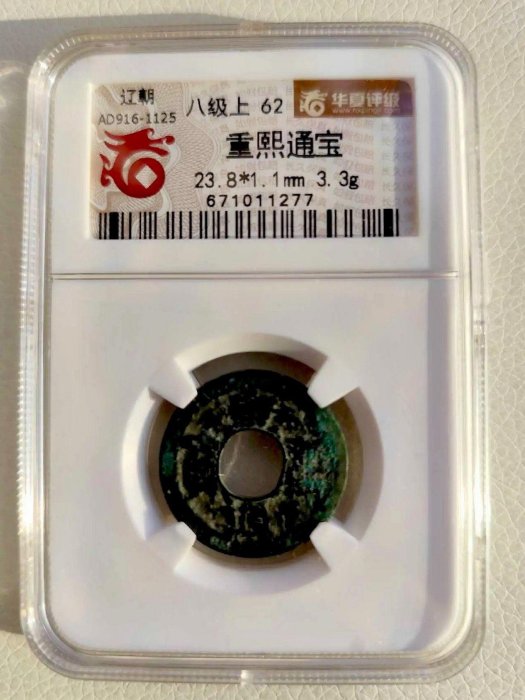 辽朝
AD916-1125
八级上 62
华夏评级
重熙通宝
23.8*1.1mm 3.3g
671011277